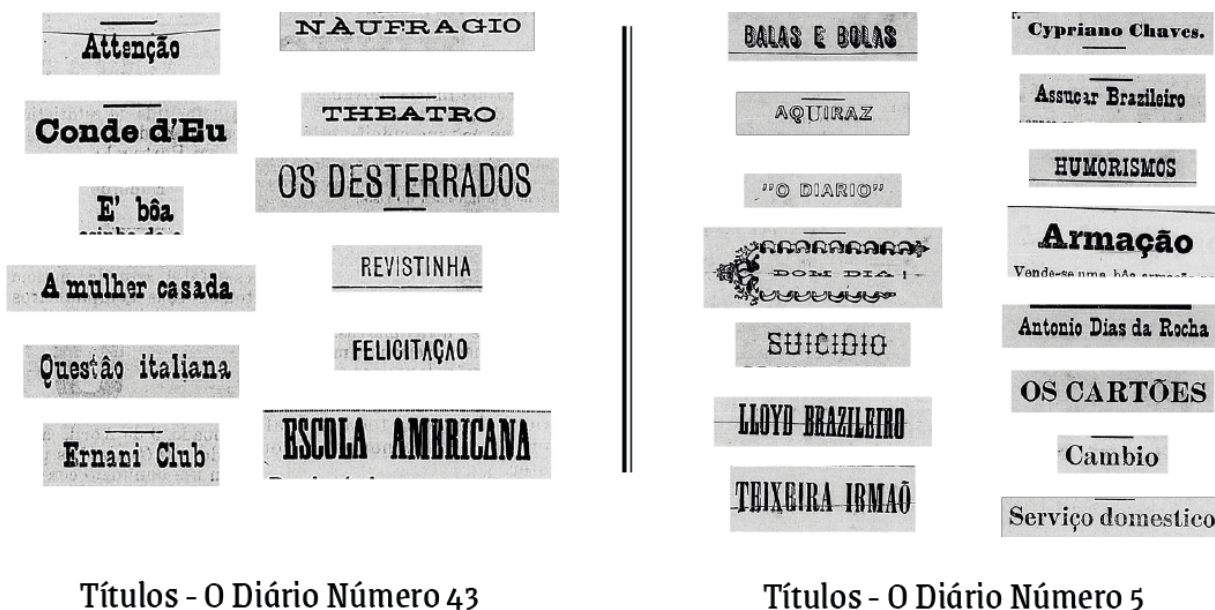 Attenção
Conde d'Eu
E' bôa
A mulher casada
Questão italiana
Ernani Club
NAUFRAGIO
THEATRO
OS DESTERRADOS
REVISTINHA
FELICITAÇÃO
ESCOLA AMERICANA
BALAS E BOLAS
AQUIRAZ
"O DIARIO"
BOM DIA!
SUICIDIO
LLOYD BRAZILEIRO
TEIXEIRA IRMAÕ
Cypriano Chaves.
Assucar Brazileiro
HUMORISMOS
Armação
Vende-se uma bôa armação
Antonio Dias da Rocha
OS CARTÕES
Cambio
Serviço domestico
Títulos - O Diário Número 43
Títulos - O Diário Número 5